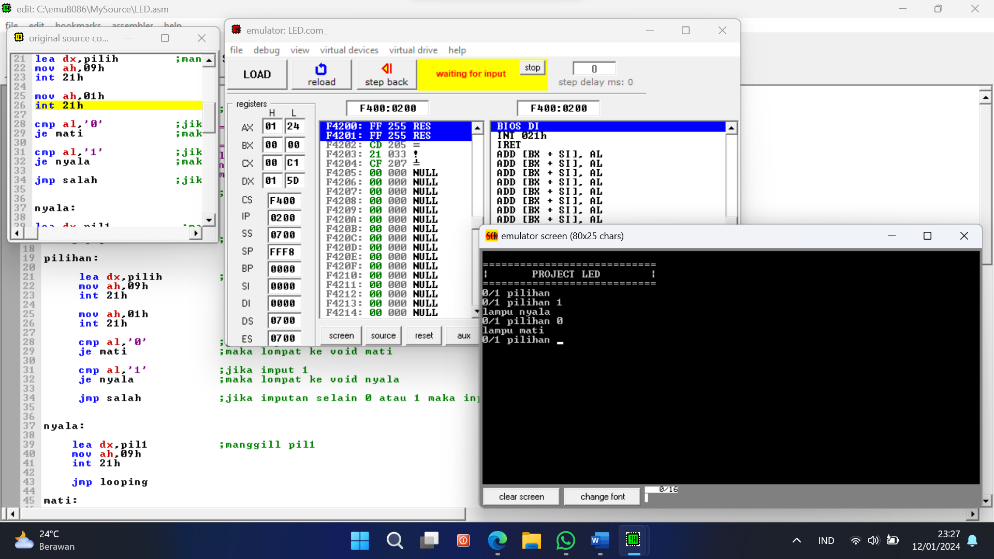 edit: C:\emu8086\MySource\LED.asm
file edit bookmarks assembler help
original source co...
21 lea dx,pilih ;man
22 mov ah,09h
23 int 21h
24
25 mov ah,01h
26 int 21h
27
28 cmp al,'0' ;jik
29 je mati ;mak
30
31 cmp al,'1' ;jik
32 je nyala ;mak
33
34 jmp salah ;jik
35
36
37 nyala:
38
emulator: LED.com_
file debug view virtual devices virtual drive help
LOAD
reload
step back
waiting for input
stop
0
step delay ms: 0
registers
H L
AX 01 24
BX 00 00
CX 00 C1
DX 01 5D
CS F400
IP 0200
SS 0700
SP FFF8
BP 0000
SI 0000
DI 0000
DS 0700
ES 0700
F400:0200
F400:0200
F4200: FF 255 RES
F4201: FF 255 RES
F4202: CD 205 =
F4203: 21 033 !
F4204: CF 207 ╧
F4205: 00 000 NULL
F4206: 00 000 NULL
F4207: 00 000 NULL
F4208: 00 000 NULL
F4209: 00 000 NULL
F420A: 00 000 NULL
F420B: 00 000 NULL
F420C: 00 000 NULL
F420D: 00 000 NULL
F420E: 00 000 NULL
F420F: 00 000 NULL
F4210: 00 000 NULL
F4211: 00 000 NULL
F4212: 00 000 NULL
F4213: 00 000 NULL
F4214: 00 000 NULL
BIOS DI
INT 021h
IRET
ADD [BX + SI], AL
ADD [BX + SI], AL
ADD [BX + SI], AL
ADD [BX + SI], AL
ADD [BX + SI], AL
ADD [BX + SI], AL
ADD [BX + SI], AL
screen
source
reset
aux
emulator screen (80x25 chars)
============================
¦ PROJECT LED ¦
============================
0/1 pilihan
0/1 pilihan 1
lampu nyala
0/1 pilihan 0
lampu mati
0/1 pilihan _
clear screen
change font
0/16
18
19 pilihan:
20
21 lea dx,pilih
22 mov ah,09h
23 int 21h
24
25 mov ah,01h
26 int 21h
27
28 cmp al,'0'
29 je mati ;maka lompat ke void mati
30
31 cmp al,'1' ;jika imput 1
32 je nyala ;maka lompat ke void nyala
33
34 jmp salah ;jika imputan selain 0 atau 1 maka inp
35
36
37 nyala:
38
39 lea dx,pil1 ;manggill pil1
40 mov ah,09h
41 int 21h
42
43 jmp looping
44
45 mati:
24°C
Berawan
IND
23:27
12/01/2024